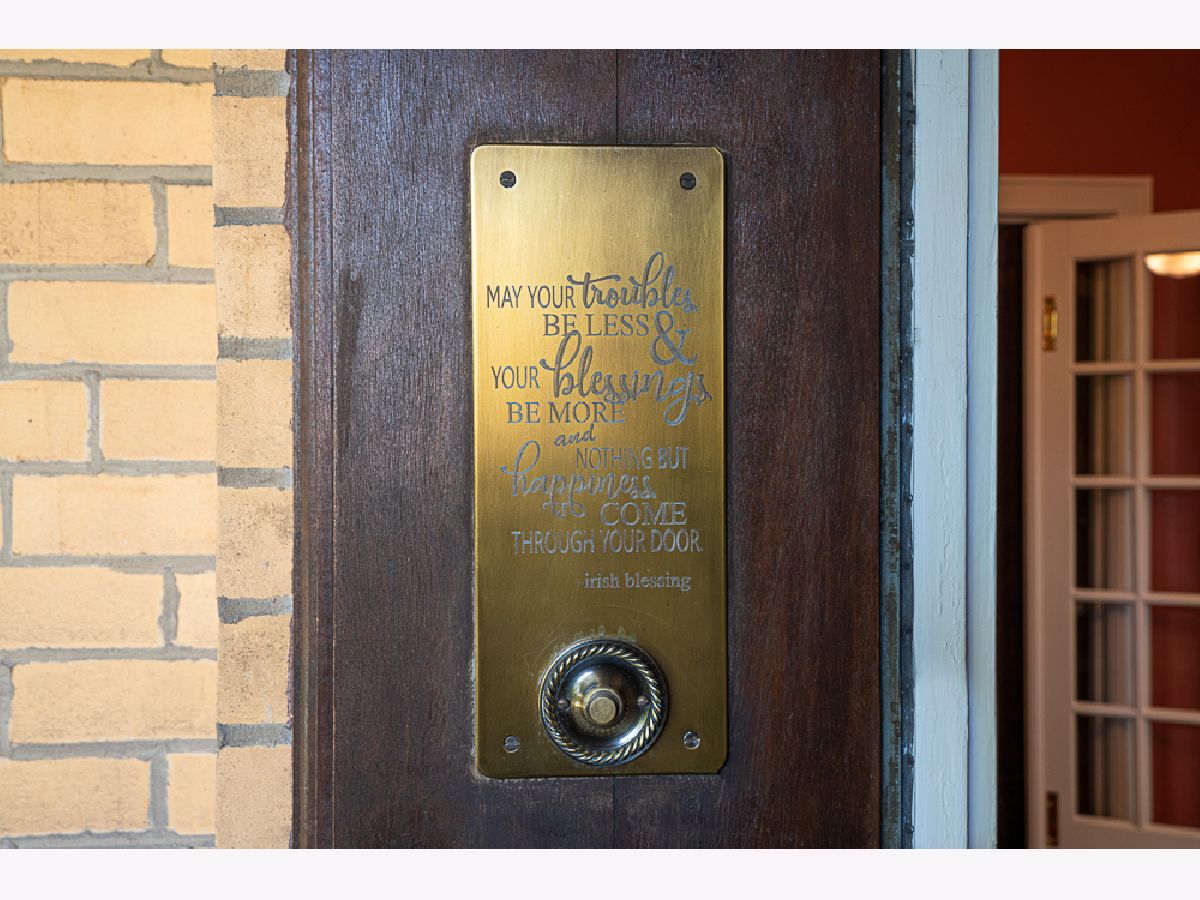 MAY YOUR troubles
BE LESS &
YOUR blessings
BE MORE
and
NOTHING BUT
happiness
COME
THROUGH YOUR DOOR.
-irish blessing